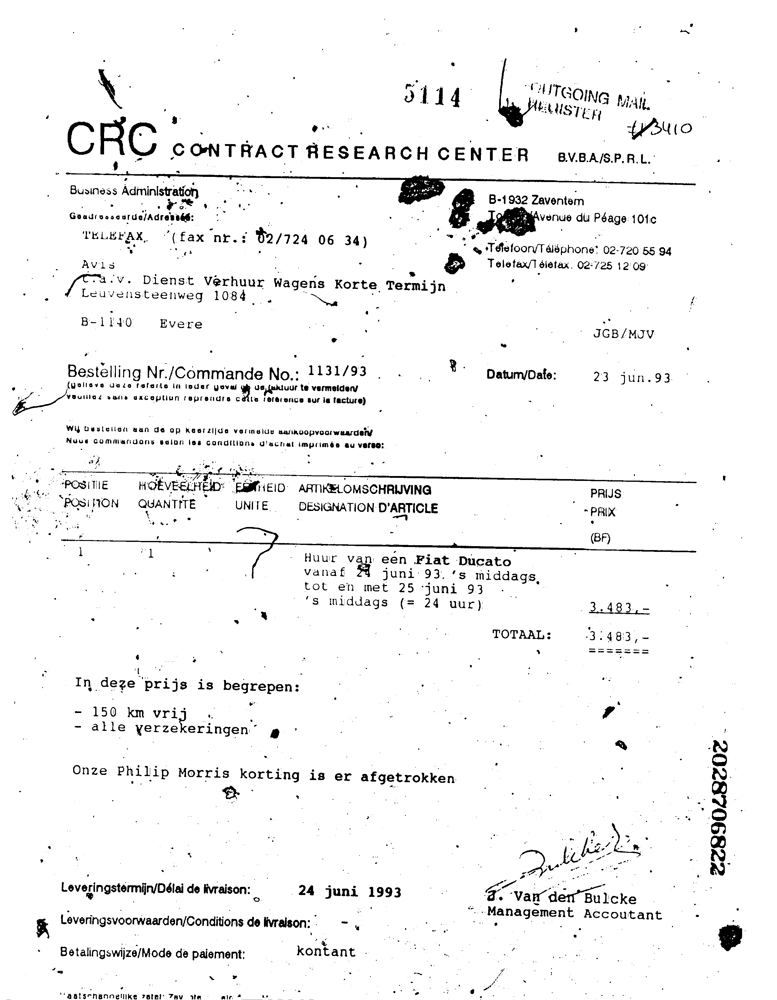 5114
OUTGOING MAIL
REGISTER
CRC CONTRACT RESEARCH CENTER B.V.B.A./S.P.R.L.
Business Administration
B-1932 Zaventem
Geadresseerde/Adressée:
Avenue du Péage 101c
TELEFAX (fax nr.: 02/724 06 34)
Telefoon/Téléphone: 02-720 55 94
Avis
Telefax/Téléfax: 02-725 12 09
t.a.v. Dienst Verhuur Wagens Korte Termijn
Leuvensteenweg 1084
B-1140 Evere
JGB/MJV
Bestelling Nr./Commande No.: 1131/93
Datum/Date: 23 jun.93
(gelieve deze referte in ieder geval op de faktuur te vermelden/
veuillez sans exception reprendre cette référence sur la facture)
Wij bestellen aan de op keerzijde vermelde aankoopvoorwaarden/
Nous commandons selon les conditions d'achat imprimés au verso:
POSITIE HOEVEELHEID EENHEID ARTIKELOMSCHRIJVING PRIJS
POSITION QUANTITE UNITE DESIGNATION D'ARTICLE PRIX
(BF)
1 1 Huur van een Fiat Ducato
vanaf 24 juni 93 's middags
tot en met 25 juni 93
's middags (= 24 uur) 3.483,-
TOTAAL: 3.483,-
=======
In deze prijs is begrepen:
- 150 km vrij
- alle verzekeringen
Onze Philip Morris korting is er afgetrokken
2028706822
Leveringstermijn/Délai de livraison: 24 juni 1993
J. Van den Bulcke
Management Accoutant
Leveringsvoorwaarden/Conditions de livraison: -
Betalingswijze/Mode de paiement: kontant